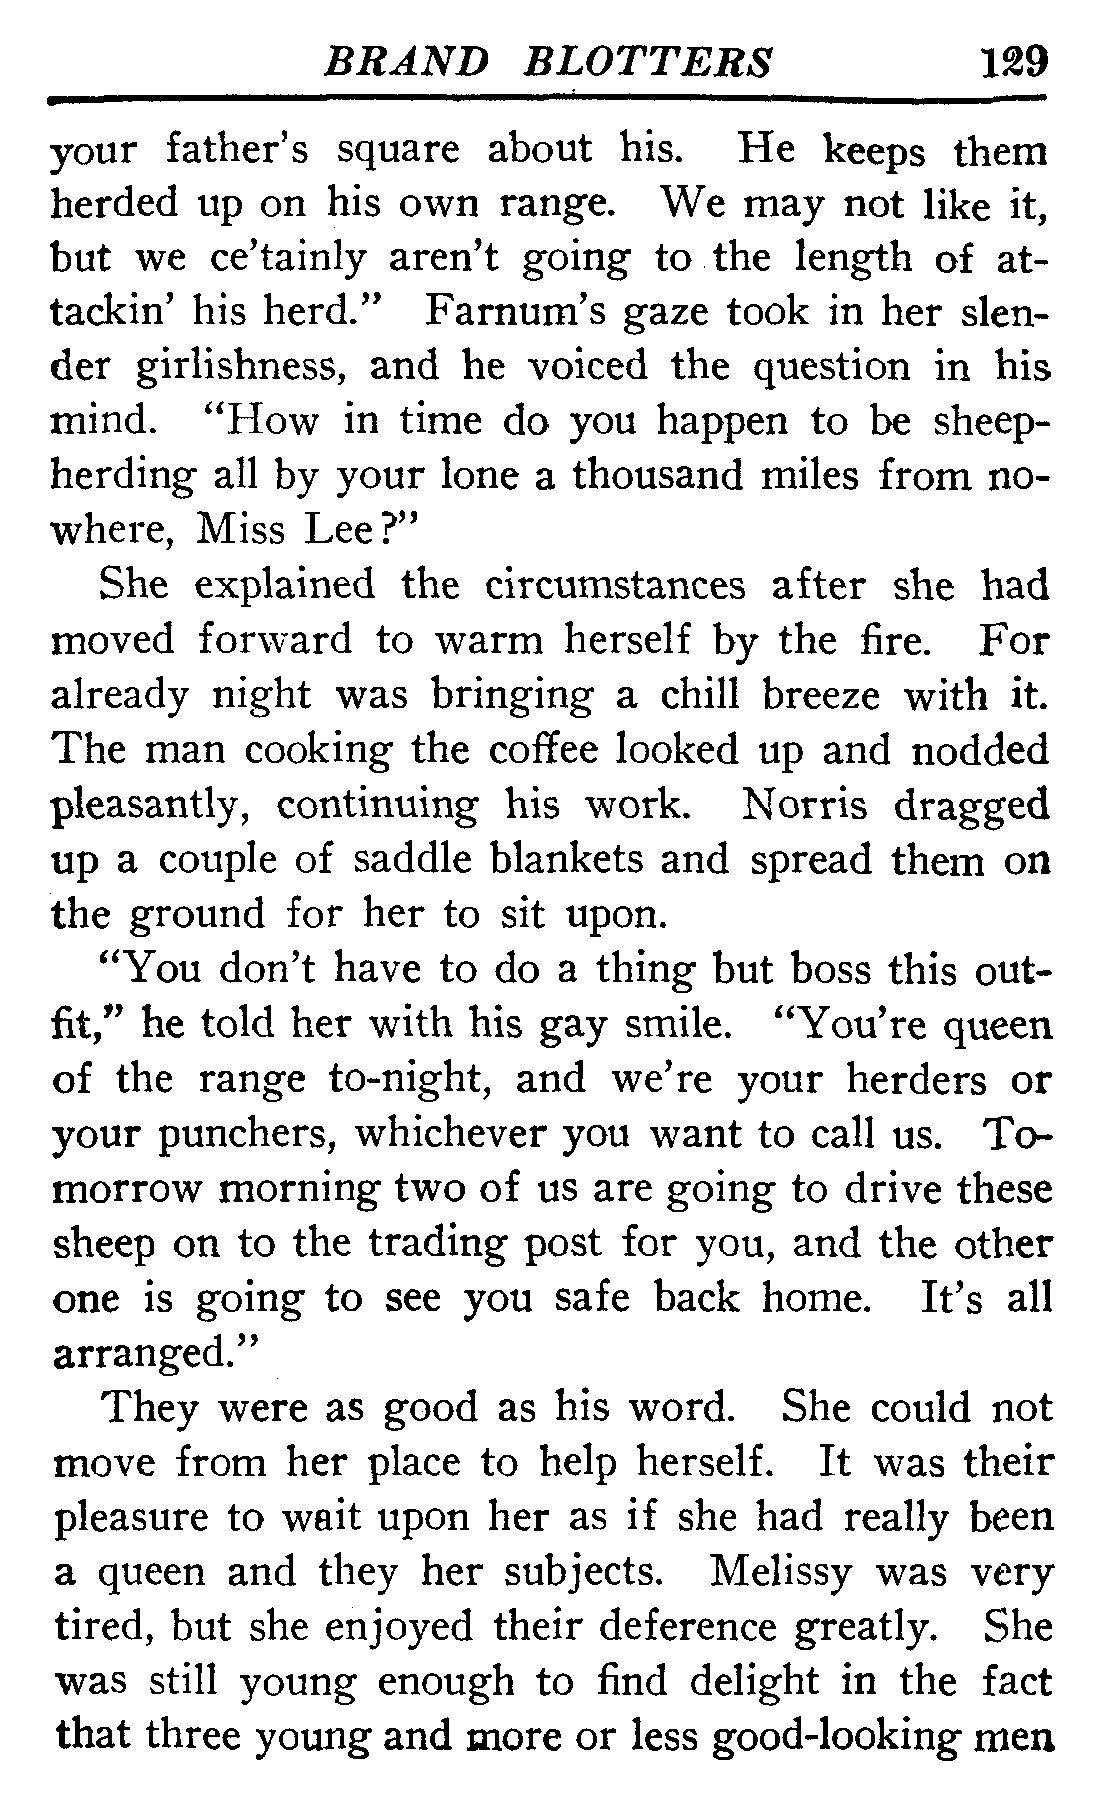 BRAND BLOTTERS 129
your father's square about his. He keeps them
herded up on his own range. We may not like it,
but we ce'tainly aren't going to the length of at-
tackin' his herd." Farnum's gaze took in her slen-
der girlishness, and he voiced the question in his
mind. "How in time do you happen to be sheep-
herding all by your lone a thousand miles from no-
where, Miss Lee?"
She explained the circumstances after she had
moved forward to warm herself by the fire. For
already night was bringing a chill breeze with it.
The man cooking the coffee looked up and nodded
pleasantly, continuing his work. Norris dragged
up a couple of saddle blankets and spread them on
the ground for her to sit upon.
"You don't have to do a thing but boss this out-
fit," he told her with his gay smile. "You're queen
of the range to-night, and we're your herders or
your punchers, whichever you want to call us. To-
morrow morning two of us are going to drive these
sheep on to the trading post for you, and the other
one is going to see you safe back home. It's all
arranged."
They were as good as his word. She could not
move from her place to help herself. It was their
pleasure to wait upon her as if she had really been
a queen and they her subjects. Melissy was very
tired, but she enjoyed their deference greatly. She
was still young enough to find delight in the fact
that three young and more or less good-looking men